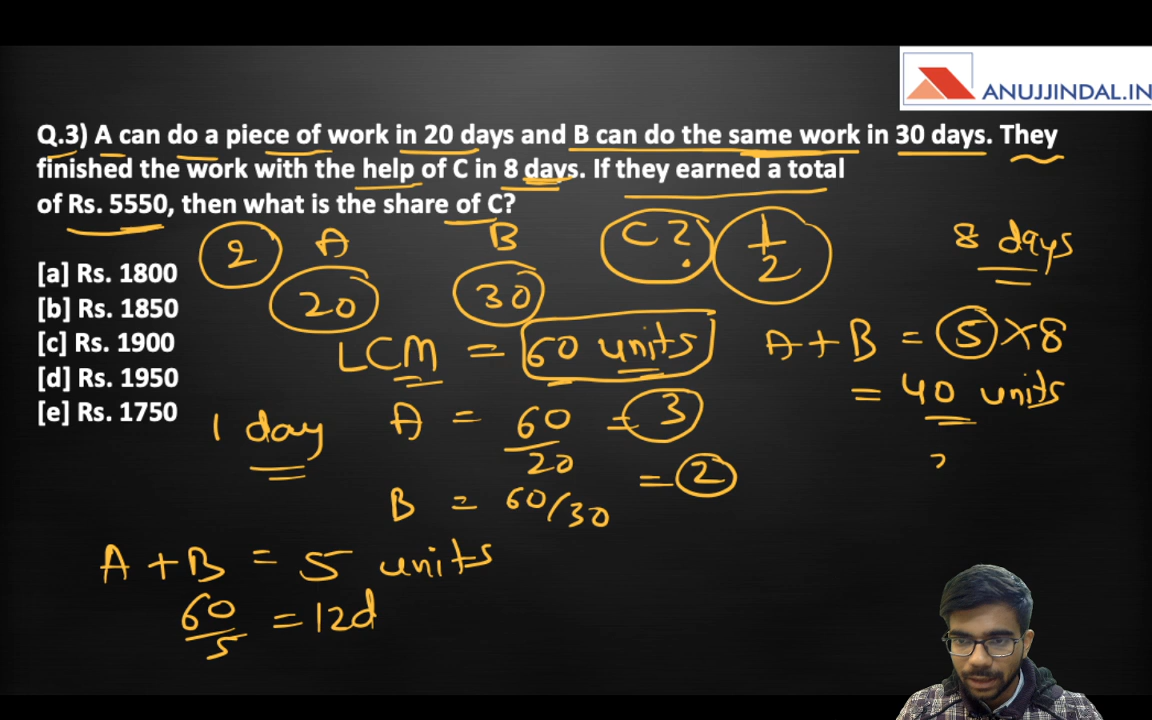 ANUJJINDAL.IN
Q.3) A can do a piece of work in 20 days and B can do the same work in 30 days. They
finished the work with the help of C in 8 days. If they earned a total
of Rs. 5550, then what is the share of C?
[a] Rs. 1800
[b] Rs. 1850
[c] Rs. 1900
[d] Rs. 1950
[e] Rs. 1750
2 A B C ? 1/2
20 30
LCM = 60 units
1 day A = 60/20 = 3
B = 60/30 = 2
A + B = 5 units
60/5 = 12d
8 days
A + B = 5 × 8
= 40 units